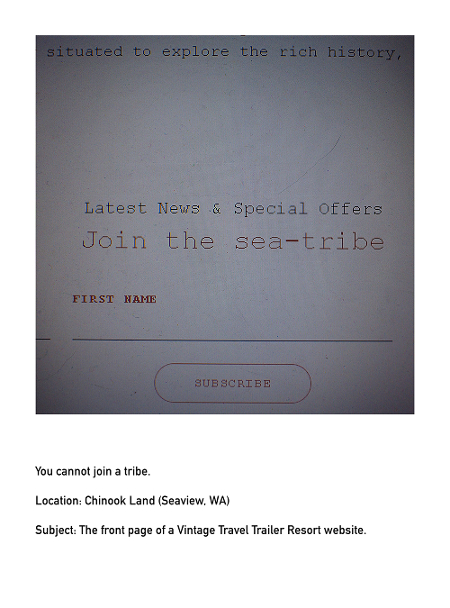 situated to explore the rich history,
Latest News & Special Offers
Join the sea-tribe
FIRST NAME
SUBSCRIBE
You cannot join a tribe.
Location: Chinook Land (Seaview, WA)
Subject: The front page of a Vintage Travel Trailer Resort website.